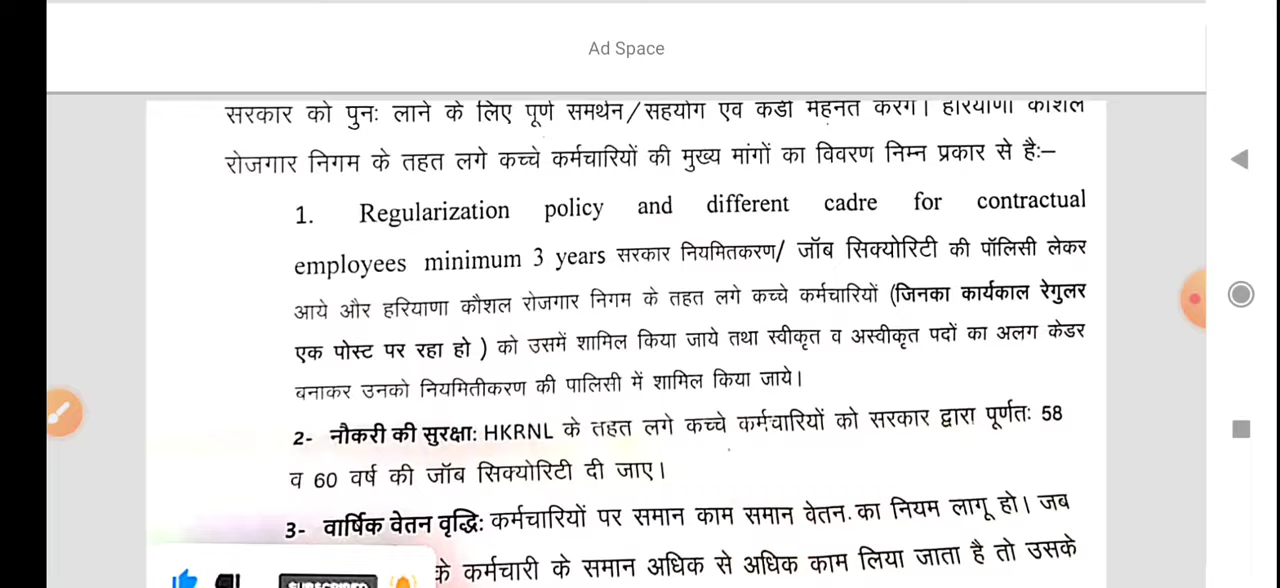 Ad Space
सरकार को पुनः लाने के लिए पूर्ण समर्थन/सहयोग एव कडी महनत करेगे। हरियाणा कौशल
रोजगार निगम के तहत लगे कच्चे कर्मचारियों की मुख्य मांगों का विवरण निम्न प्रकार से हैः—
1. Regularization policy and different cadre for contractual
employees minimum 3 years सरकार नियमितकरण/ जॉब सिक्योरिटी की पॉलिसी लेकर
आये और हरियाणा कौशल रोजगार निगम के तहत लगे कच्चे कर्मचारियों (जिनका कार्यकाल रेगुलर
एक पोस्ट पर रहा हो ) को उसमें शामिल किया जाये तथा स्वीकृत व अस्वीकृत पदों का अलग केडर
बनाकर उनको नियमितीकरण की पालिसी में शामिल किया जाये।
2- नौकरी की सुरक्षाः HKRNL के तहत लगे कच्चे कर्मचारियों को सरकार द्वारा पूर्णतः 58
व 60 वर्ष की जॉब सिक्योरिटी दी जाए।
3- वार्षिक वेतन वृद्धिः कर्मचारियों पर समान काम समान वेतन का नियम लागू हो। जब
के कर्मचारी के समान अधिक से अधिक काम लिया जाता है तो उसके
SUBSCRIBED